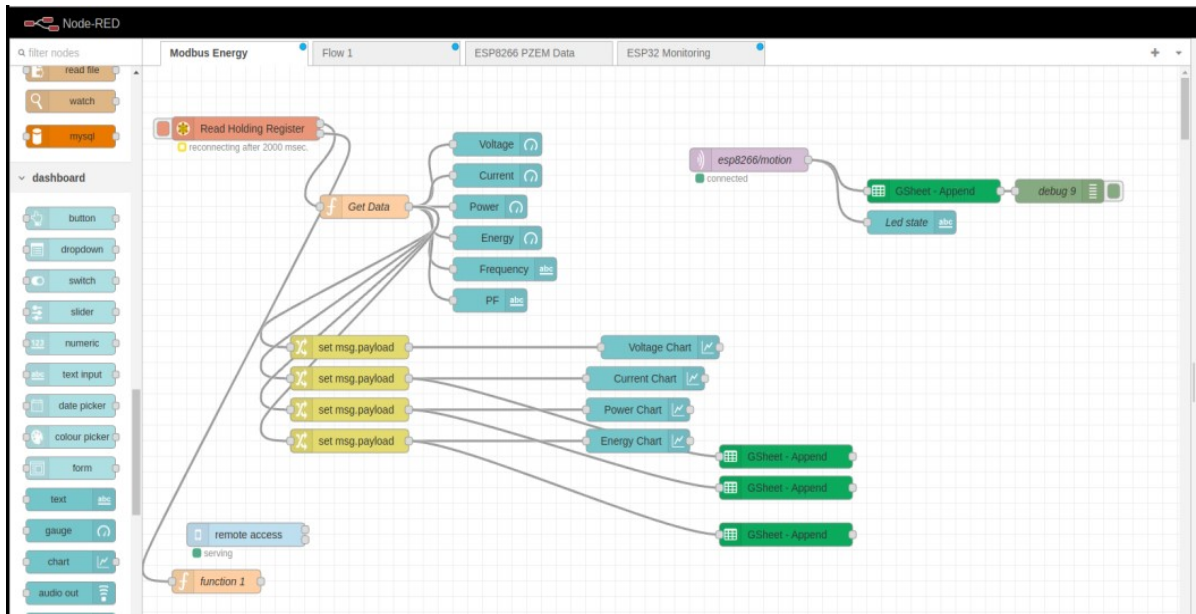 Node-RED
filter nodes
Modbus Energy
Flow 1
ESP8266 PZEM Data
ESP32 Monitoring
read file
watch
mysql
dashboard
button
dropdown
switch
slider
numeric
text input
date picker
colour picker
form
text
gauge
chart
audio out
123
abc
abc
Read Holding Register
reconnecting after 2000 msec.
Get Data
Voltage
Current
Power
Energy
Frequency abc
PF abc
esp8266/motion
connected
GSheet - Append
debug 9
Led state abc
set msg.payload
Voltage Chart
set msg.payload
Current Chart
set msg.payload
Power Chart
set msg.payload
Energy Chart
GSheet - Append
GSheet - Append
GSheet - Append
remote access
serving
function 1